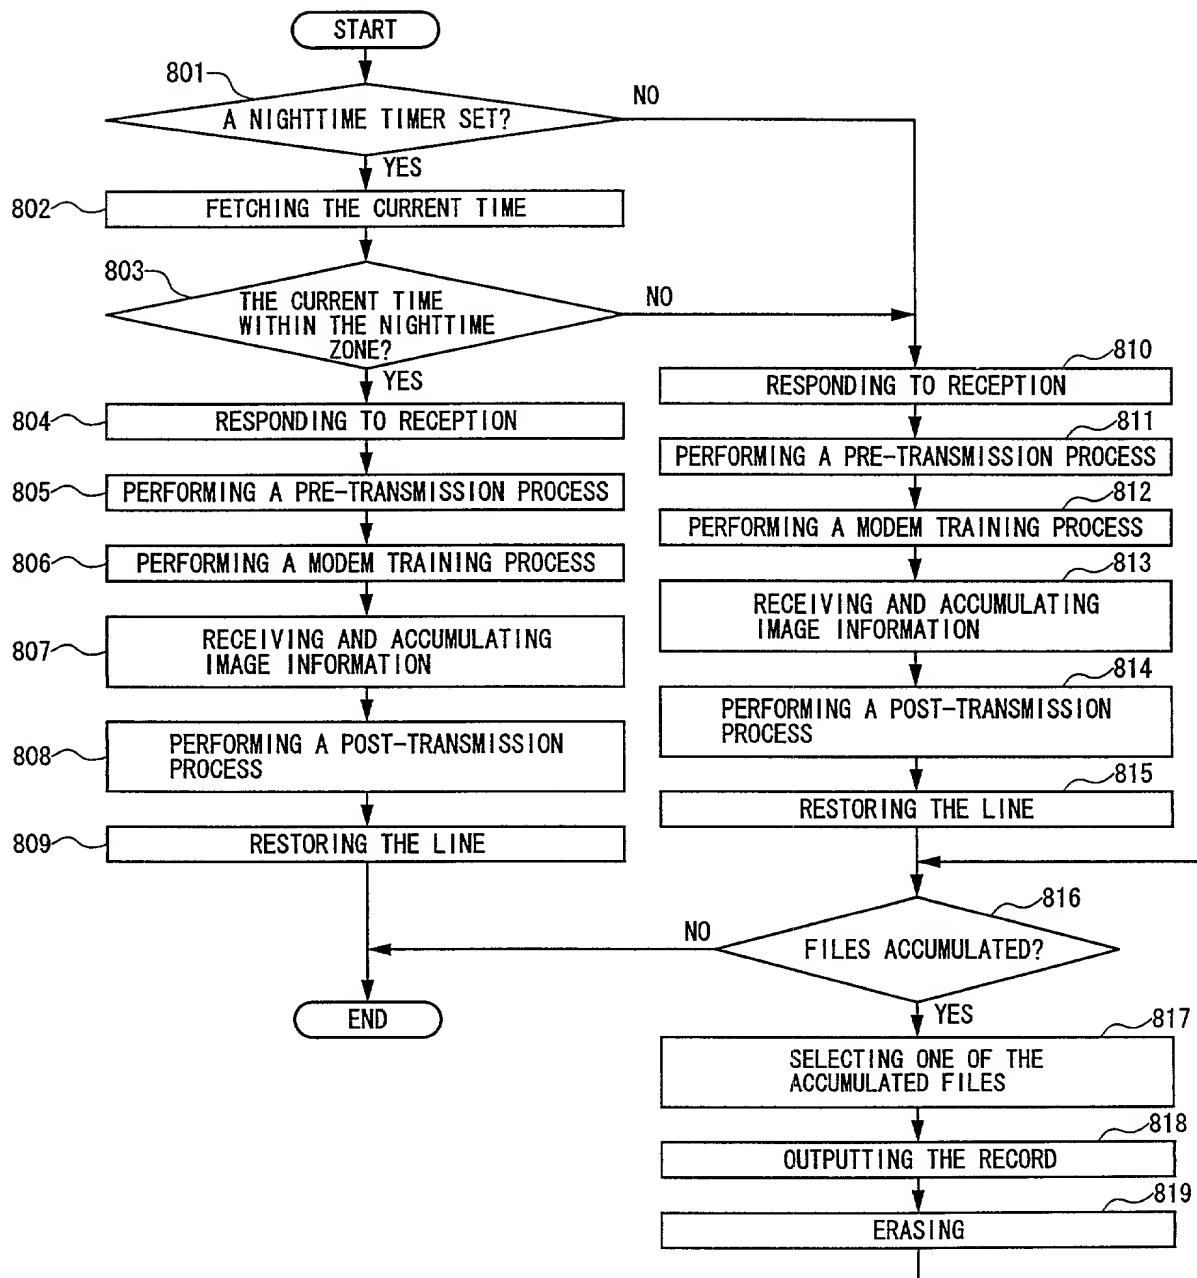 START
801
A NIGHTTIME TIMER SET?
NO
YES
802
FETCHING THE CURRENT TIME
803
THE CURRENT TIME
WITHIN THE NIGHTTIME
ZONE?
NO
YES
804
RESPONDING TO RECEPTION
805
PERFORMING A PRE-TRANSMISSION PROCESS
806
PERFORMING A MODEM TRAINING PROCESS
807
RECEIVING AND ACCUMULATING
IMAGE INFORMATION
808
PERFORMING A POST-TRANSMISSION
PROCESS
809
RESTORING THE LINE
END
810
RESPONDING TO RECEPTION
811
PERFORMING A PRE-TRANSMISSION PROCESS
812
PERFORMING A MODEM TRAINING PROCESS
813
RECEIVING AND ACCUMULATING
IMAGE INFORMATION
814
PERFORMING A POST-TRANSMISSION
PROCESS
815
RESTORING THE LINE
816
FILES ACCUMULATED?
NO
YES
817
SELECTING ONE OF THE
ACCUMULATED FILES
818
OUTPUTTING THE RECORD
819
ERASING